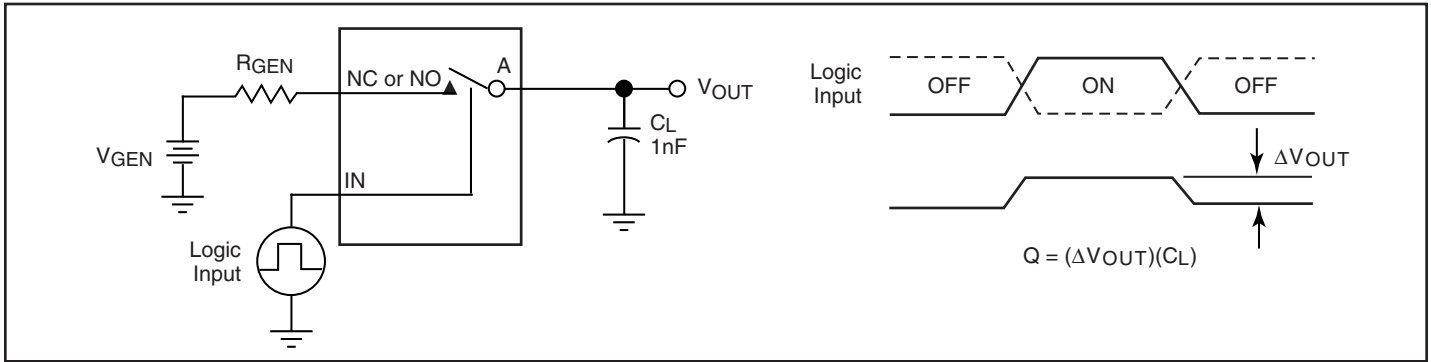 RGEN
NC or NO
A
VOUT
CL
1nF
VGEN
IN
Logic
Input
Logic
Input
OFF
ON
OFF
ΔVOUT
Q = (ΔVOUT)(CL)